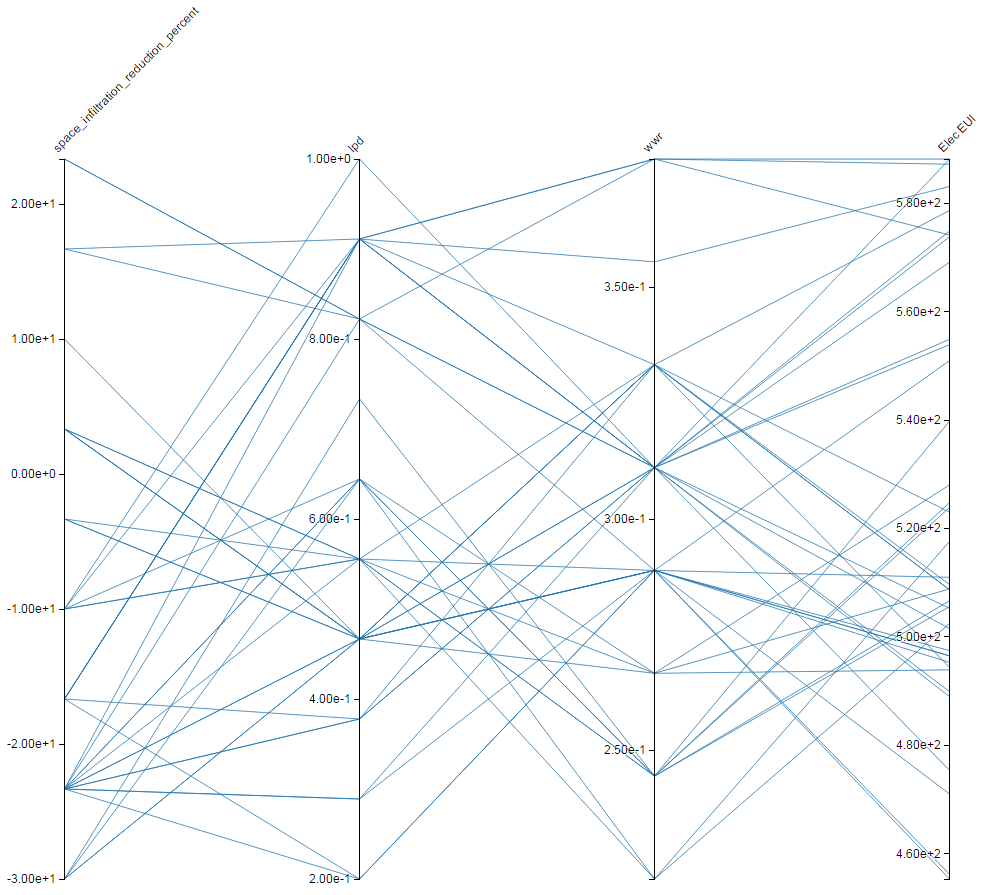 space_infiltration_reduction_percent
lpd
wwr
Elec EUI
2.00e+1
1.00e+1
0.00e+0
-1.00e+1
-2.00e+1
-3.00e+1
1.00e+0
8.00e-1
6.00e-1
4.00e-1
2.00e-1
3.50e-1
3.00e-1
2.50e-1
5.80e+2
5.60e+2
5.40e+2
5.20e+2
5.00e+2
4.80e+2
4.60e+2